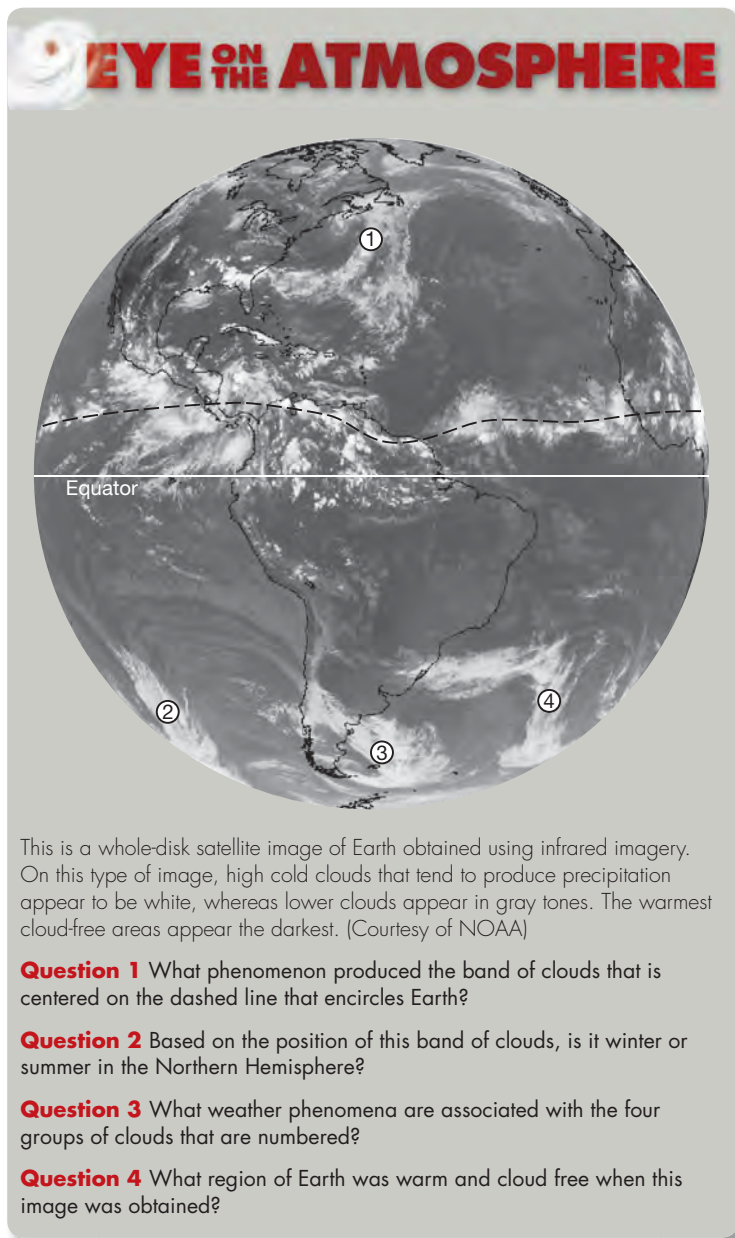 EYE ON THE ATMOSPHERE
1
Equator
2
4
3
This is a whole-disk satellite image of Earth obtained using infrared imagery.
On this type of image, high cold clouds that tend to produce precipitation
appear to be white, whereas lower clouds appear in gray tones. The warmest
cloud-free areas appear the darkest. (Courtesy of NOAA)
Question 1 What phenomenon produced the band of clouds that is
centered on the dashed line that encircles Earth?
Question 2 Based on the position of this band of clouds, is it winter or
summer in the Northern Hemisphere?
Question 3 What weather phenomena are associated with the four
groups of clouds that are numbered?
Question 4 What region of Earth was warm and cloud free when this
image was obtained?